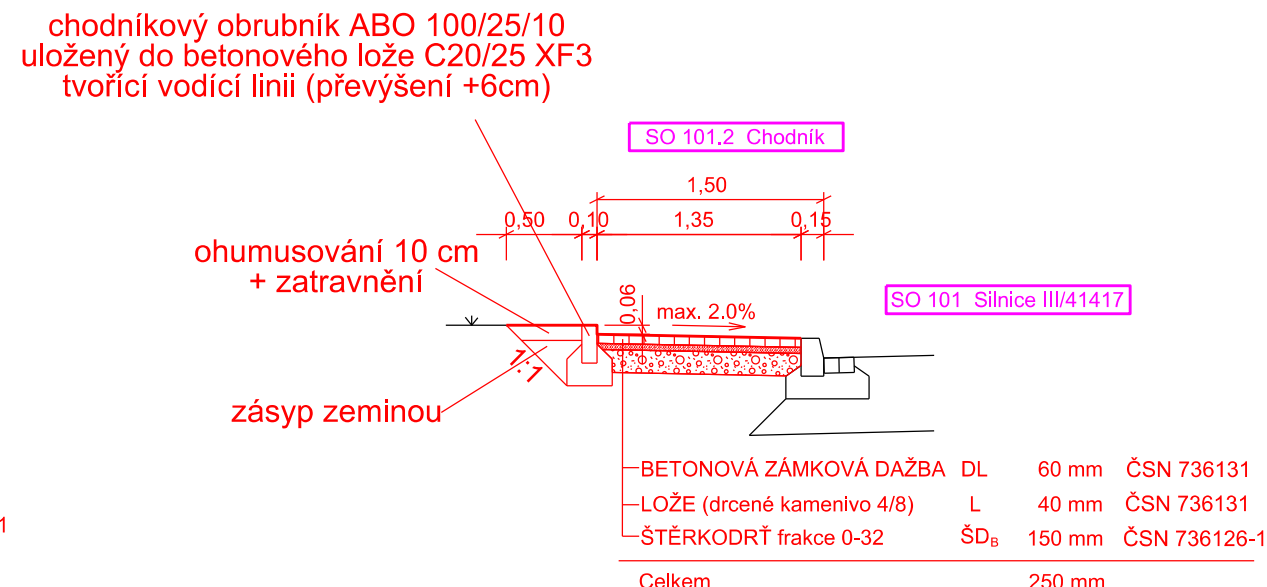 chodníkový obrubník ABO 100/25/10
uložený do betonového lože C20/25 XF3
tvořící vodící linii (převýšení +6cm)
SO 101.2 Chodník
1,50
0,50 0,10 1,35 0,15
ohumusování 10 cm
+ zatravnění
SO 101 Silnice III/41417
0,06
max. 2.0%
1:1
zásyp zeminou
BETONOVÁ ZÁMKOVÁ DAŽBA DL 60 mm ČSN 736131
LOŽE (drcené kamenivo 4/8) L 40 mm ČSN 736131
ŠTĚRKODRŤ frakce 0-32 ŠDB 150 mm ČSN 736126-1
1
Celkem 250 mm